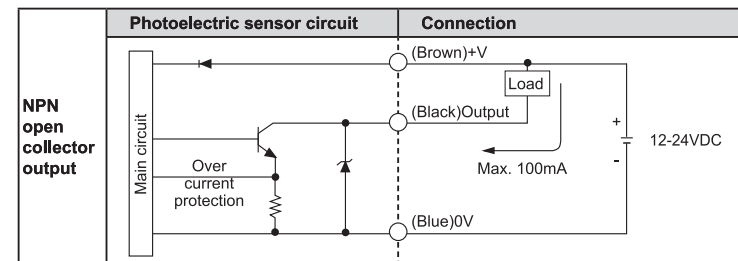 Photoelectric sensor circuit
Connection
NPN
open
collector
output
Main circuit
Over
current
protection
(Brown)+V
Load
(Black)Output
Max. 100mA
+
-
12-24VDC
(Blue)0V